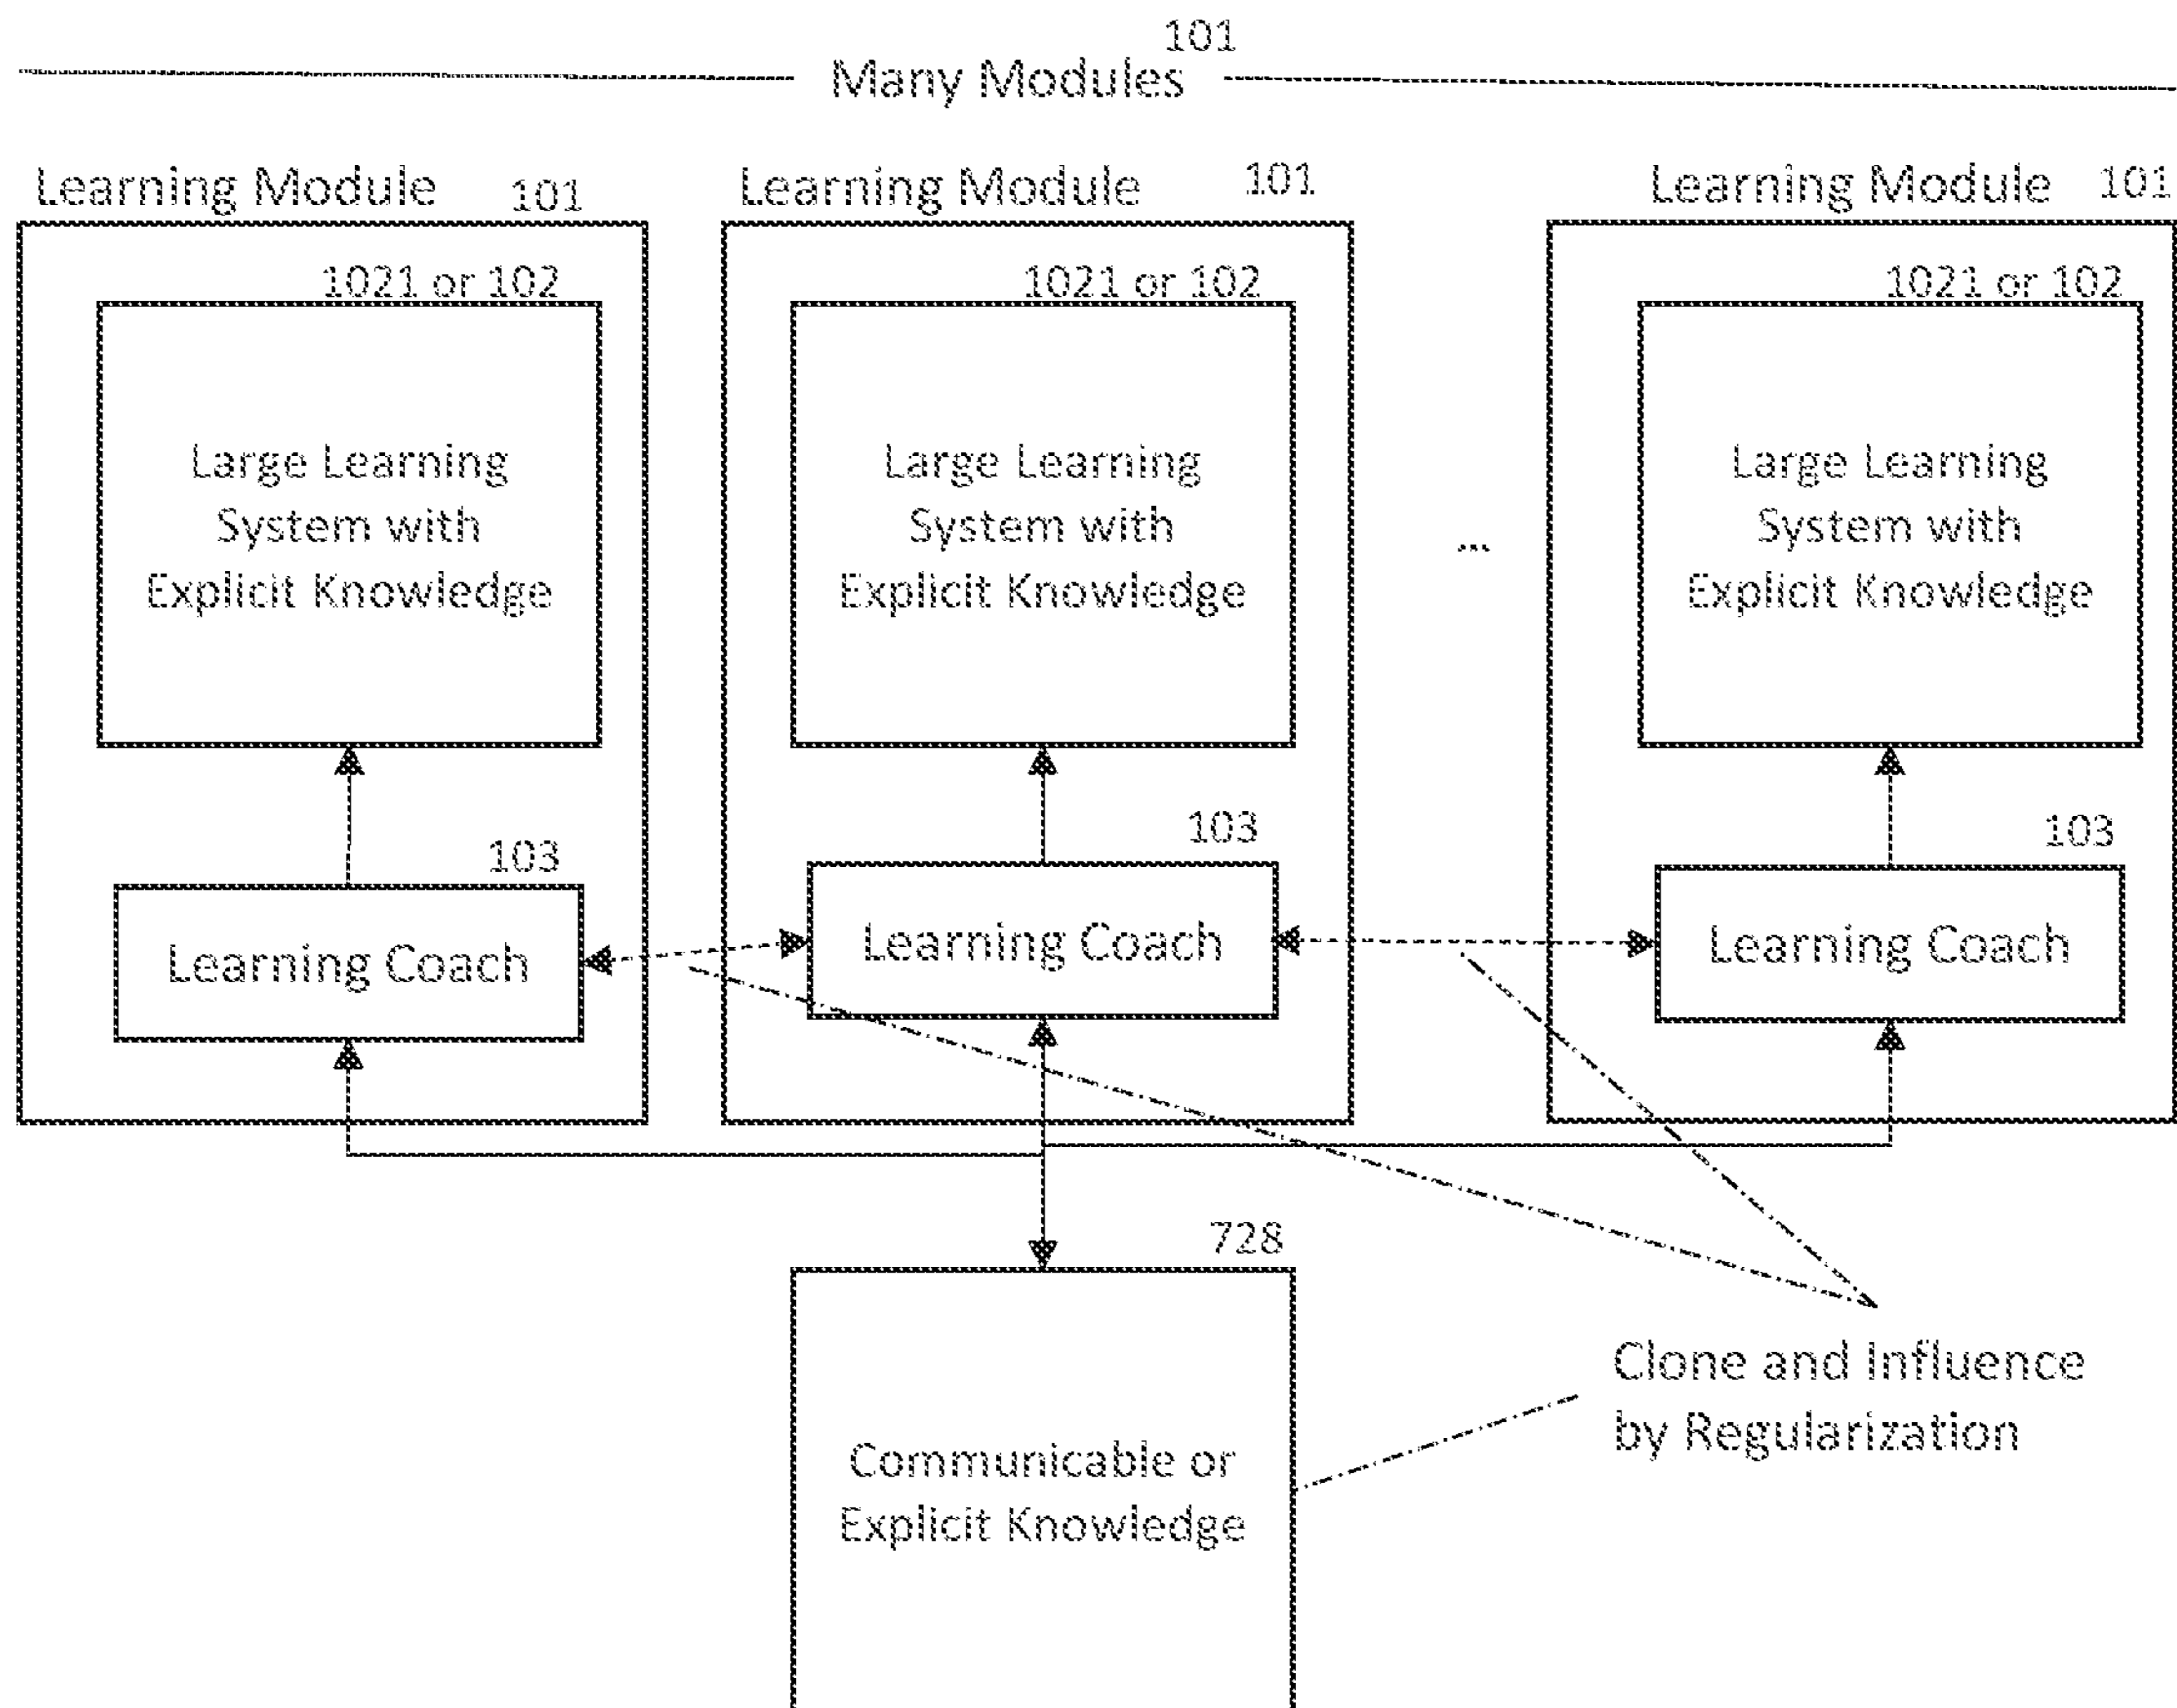 101
Many Modules
Learning Module 101
Learning Module 101
Learning Module 101
1021 or 102
1021 or 102
1021 or 102
Large Learning
System with
Explicit Knowledge
Large Learning
System with
Explicit Knowledge
...
Large Learning
System with
Explicit Knowledge
103
103
103
Learning Coach
Learning Coach
Learning Coach
728
Communicable or
Explicit Knowledge
Clone and Influence
by Regularization